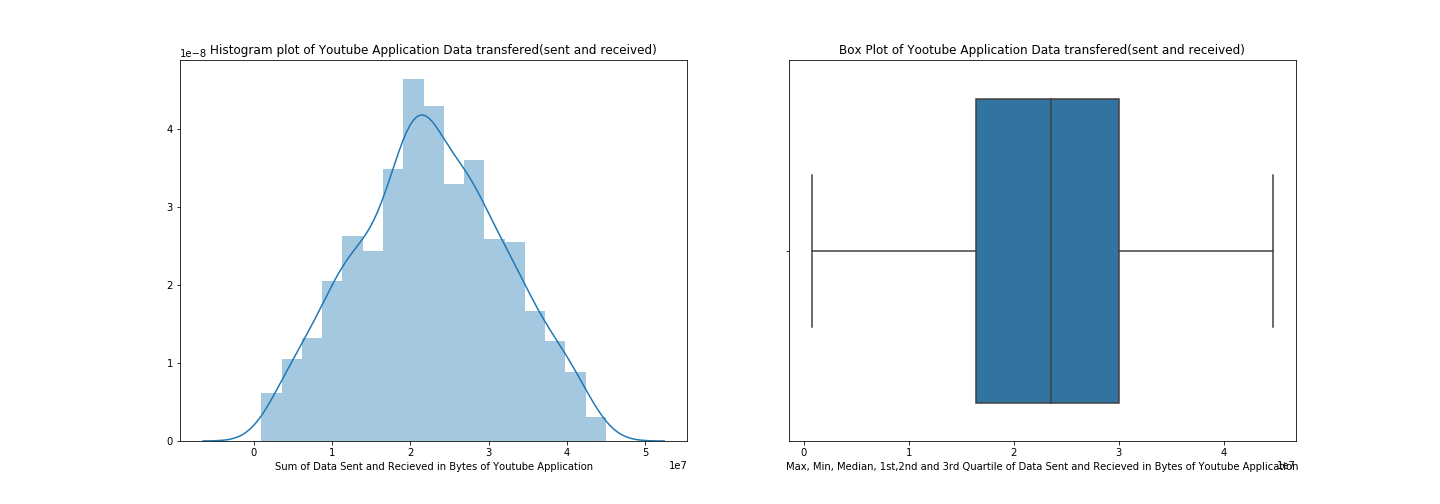 Histogram plot of Youtube Application Data transfered(sent and received)
1e−8
4
3
2
1
0
0 1 2 3 4 5
1e7
Sum of Data Sent and Recieved in Bytes of Youtube Application
Box Plot of Yootube Application Data transfered(sent and received)
0 1 2 3 4
1e7
Max, Min, Median, 1st,2nd and 3rd Quartile of Data Sent and Recieved in Bytes of Youtube Application